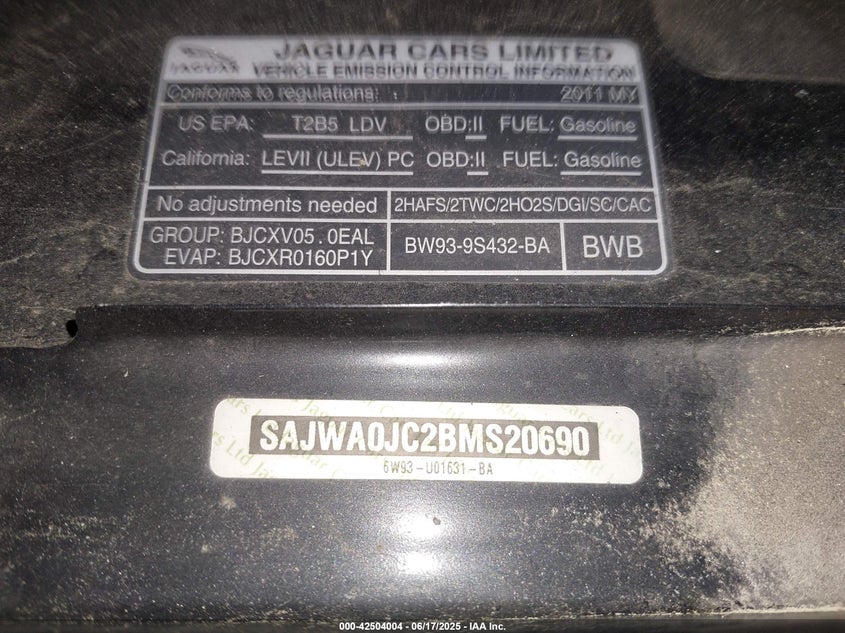 JAGUAR
JAGUAR CARS LIMITED
VEHICLE EMISSION CONTROL INFORMATION
Conforms to regulations: 2011 MY
US EPA: T2B5 LDV OBD:II FUEL: Gasoline
California: LEVII (ULEV) PC OBD:II FUEL: Gasoline
No adjustments needed 2HAFS/2TWC/2HO2S/DGI/SC/CAC
GROUP: BJCXV05.0EAL
EVAP: BJCXR0160P1Y
BW93-9S432-BA
BWB
SAJWA0JC2BMS20690
6W93-U01631-BA
000-42504004 - 06/17/2025 - IAA Inc.